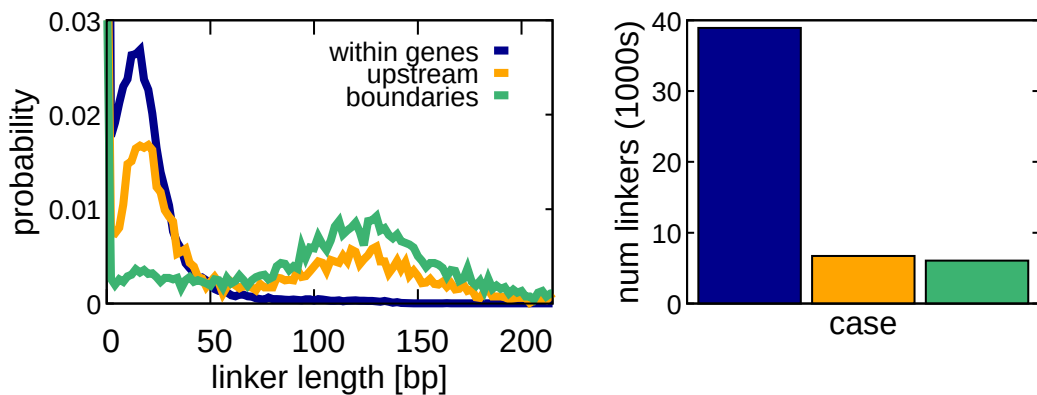 0.03
0.02
0.01
0
probability
within genes
upstream
boundaries
0 50 100 150 200
linker length [bp]
40
30
20
10
0
num linkers (1000s)
case